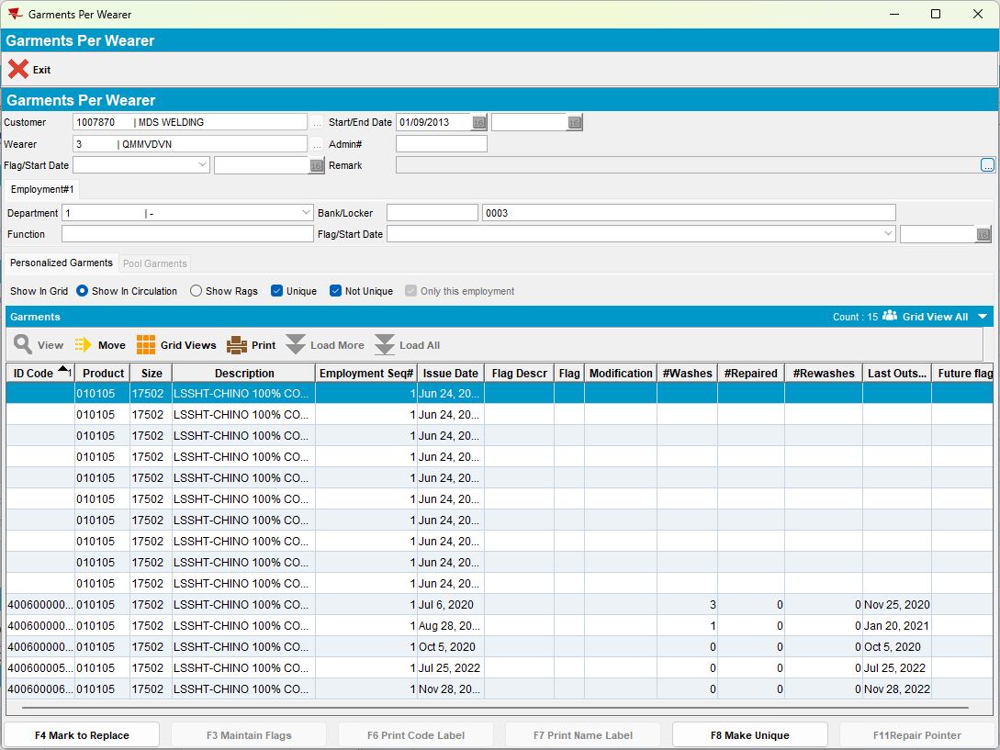 Garments Per Wearer
Garments Per Wearer
Exit
Garments Per Wearer
Customer 1007870 | MDS WELDING ... Start/End Date 01/09/2013 16 16
Wearer 3 | QMMVDVN ... Admin#
Flag/Start Date 16 Remark ...
Employment#1
Department 1 | - Bank/Locker 0003
Function Flag/Start Date 16
Personalized Garments Pool Garments
Show In Grid Show In Circulation Show Rags Unique Not Unique Only this employment
Garments Count : 15 Grid View All
View Move Grid Views Print Load More Load All
ID Code 1 Product Size Description Employment Seq# Issue Date Flag Descr Flag Modification #Washes #Repaired #Rewashes Last Outs... Future flag
010105 17502 LSSHT-CHINO 100% CO... 1 Jun 24, 20...
010105 17502 LSSHT-CHINO 100% CO... 1 Jun 24, 20...
010105 17502 LSSHT-CHINO 100% CO... 1 Jun 24, 20...
010105 17502 LSSHT-CHINO 100% CO... 1 Jun 24, 20...
010105 17502 LSSHT-CHINO 100% CO... 1 Jun 24, 20...
010105 17502 LSSHT-CHINO 100% CO... 1 Jun 24, 20...
010105 17502 LSSHT-CHINO 100% CO... 1 Jun 24, 20...
010105 17502 LSSHT-CHINO 100% CO... 1 Jun 24, 20...
010105 17502 LSSHT-CHINO 100% CO... 1 Jun 24, 20...
010105 17502 LSSHT-CHINO 100% CO... 1 Jun 24, 20...
400600000... 010105 17502 LSSHT-CHINO 100% CO... 1 Jul 6, 2020 3 0 0 Nov 25, 2020
400600000... 010105 17502 LSSHT-CHINO 100% CO... 1 Aug 28, 20... 1 0 0 Jan 20, 2021
400600000... 010105 17502 LSSHT-CHINO 100% CO... 1 Oct 5, 2020 0 0 0 Oct 5, 2020
400600005... 010105 17502 LSSHT-CHINO 100% CO... 1 Jul 25, 2022 0 0 0 Jul 25, 2022
400600006... 010105 17502 LSSHT-CHINO 100% CO... 1 Nov 28, 20... 0 0 0 Nov 28, 2022
F4 Mark to Replace F3 Maintain Flags F6 Print Code Label F7 Print Name Label F8 Make Unique F11Repair Pointer